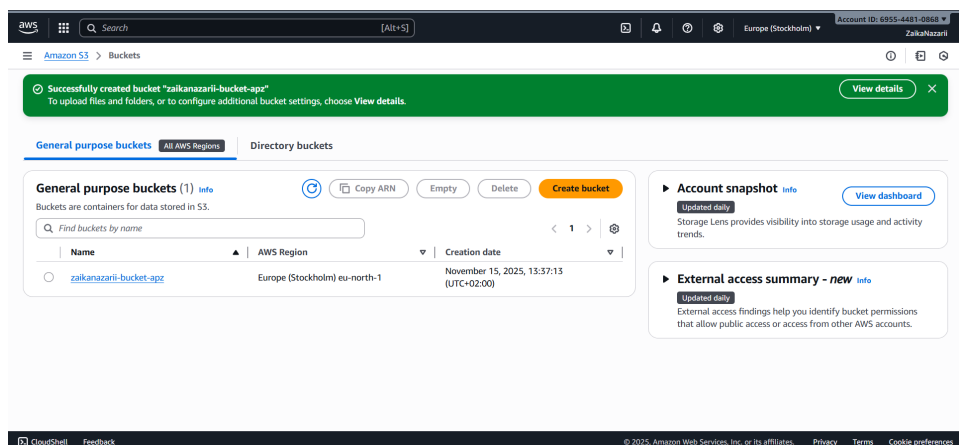 aws
Search [Alt+S]
Europe (Stockholm) ▼
Account ID: 6955-4481-0868 ▼
ZaikaNazarii
Amazon S3 > Buckets
Successfully created bucket "zaikanazarii-bucket-apz"
To upload files and folders, or to configure additional bucket settings, choose View details.
View details
General purpose buckets All AWS Regions
Directory buckets
General purpose buckets (1) Info
Copy ARN
Empty
Delete
Create bucket
Buckets are containers for data stored in S3.
Find buckets by name
< 1 >
Name ▲ AWS Region ▽ Creation date ▽
zaikanazarii-bucket-apz Europe (Stockholm) eu-north-1 November 15, 2025, 13:37:13
(UTC+02:00)
Account snapshot Info
View dashboard
Updated daily
Storage Lens provides visibility into storage usage and activity
trends.
External access summary - new Info
Updated daily
External access findings help you identify bucket permissions
that allow public access or access from other AWS accounts.
CloudShell Feedback
© 2025, Amazon Web Services, Inc. or its affiliates. Privacy Terms Cookie preferences